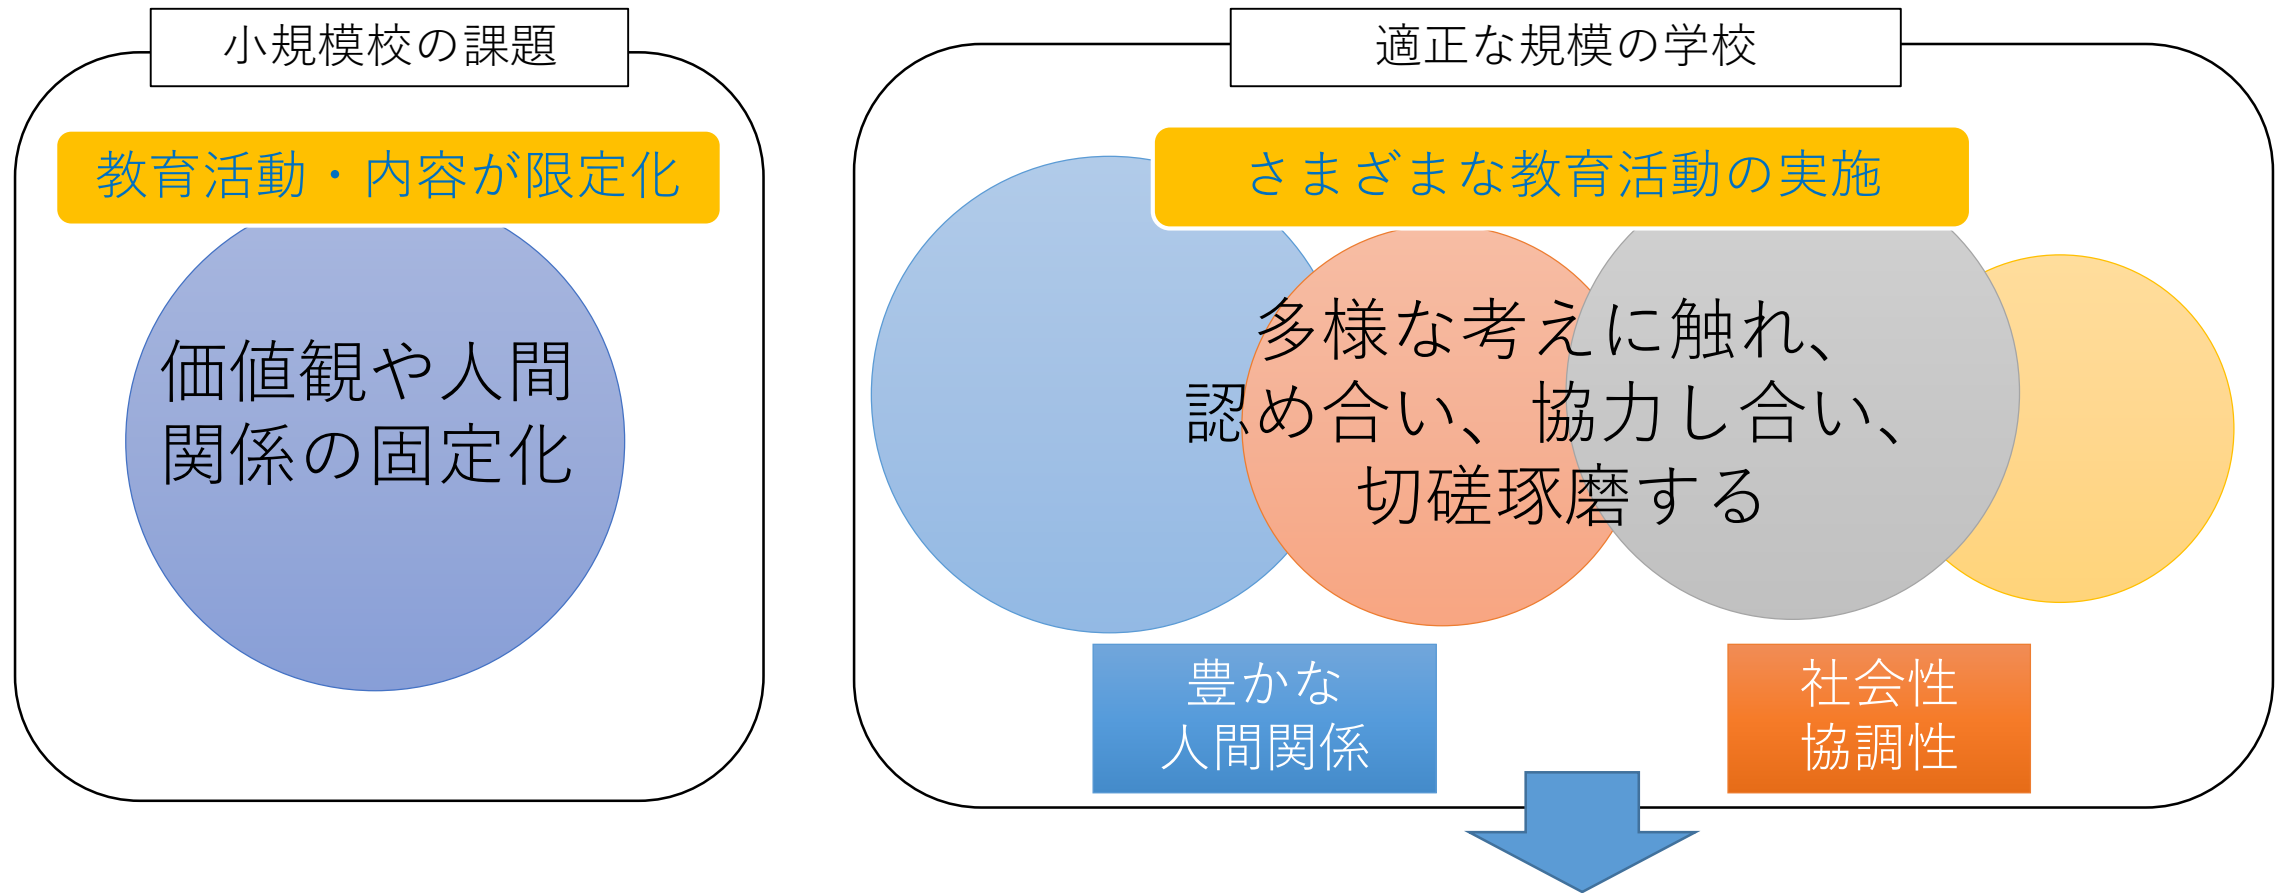 小規模校の課題
教育活動・内容が限定化
価値観や人間
関係の固定化
適正な規模の学校
さまざまな教育活動の実施
多様な考えに触れ、
認め合い、協力し合い、
切磋琢磨する
豊かな
人間関係
社会性
協調性